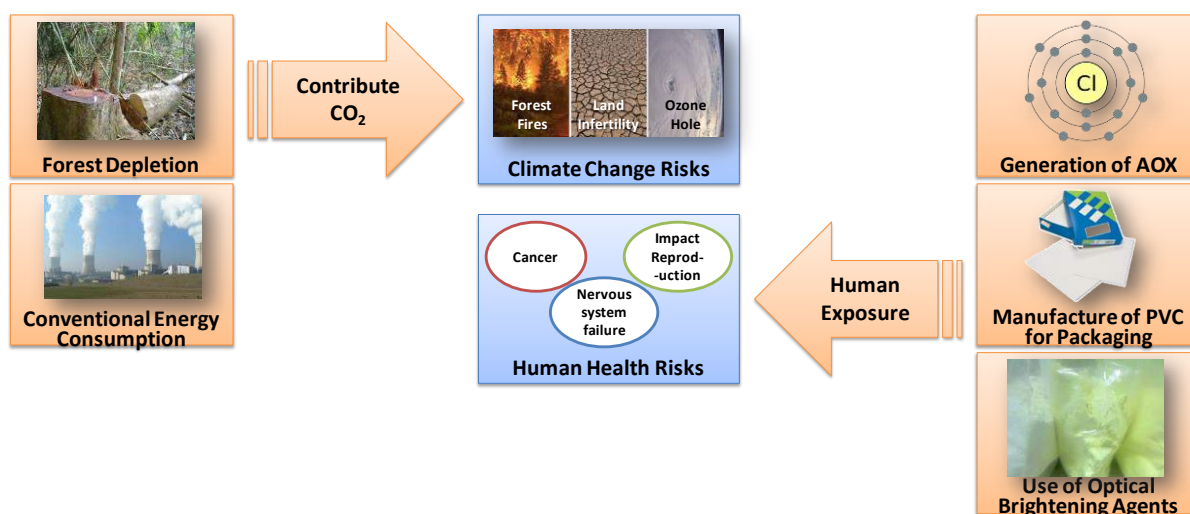 Forest Depletion
Conventional Energy
Consumption
Contribute
CO₂
Forest
Fires
Land
Infertility
Ozone
Hole
Climate Change Risks
Cancer
Impact
Reprod-
-uction
Nervous
system
failure
Human Health Risks
Human
Exposure
Cl
Generation of AOX
Manufacture of PVC
for Packaging
Use of Optical
Brightening Agents